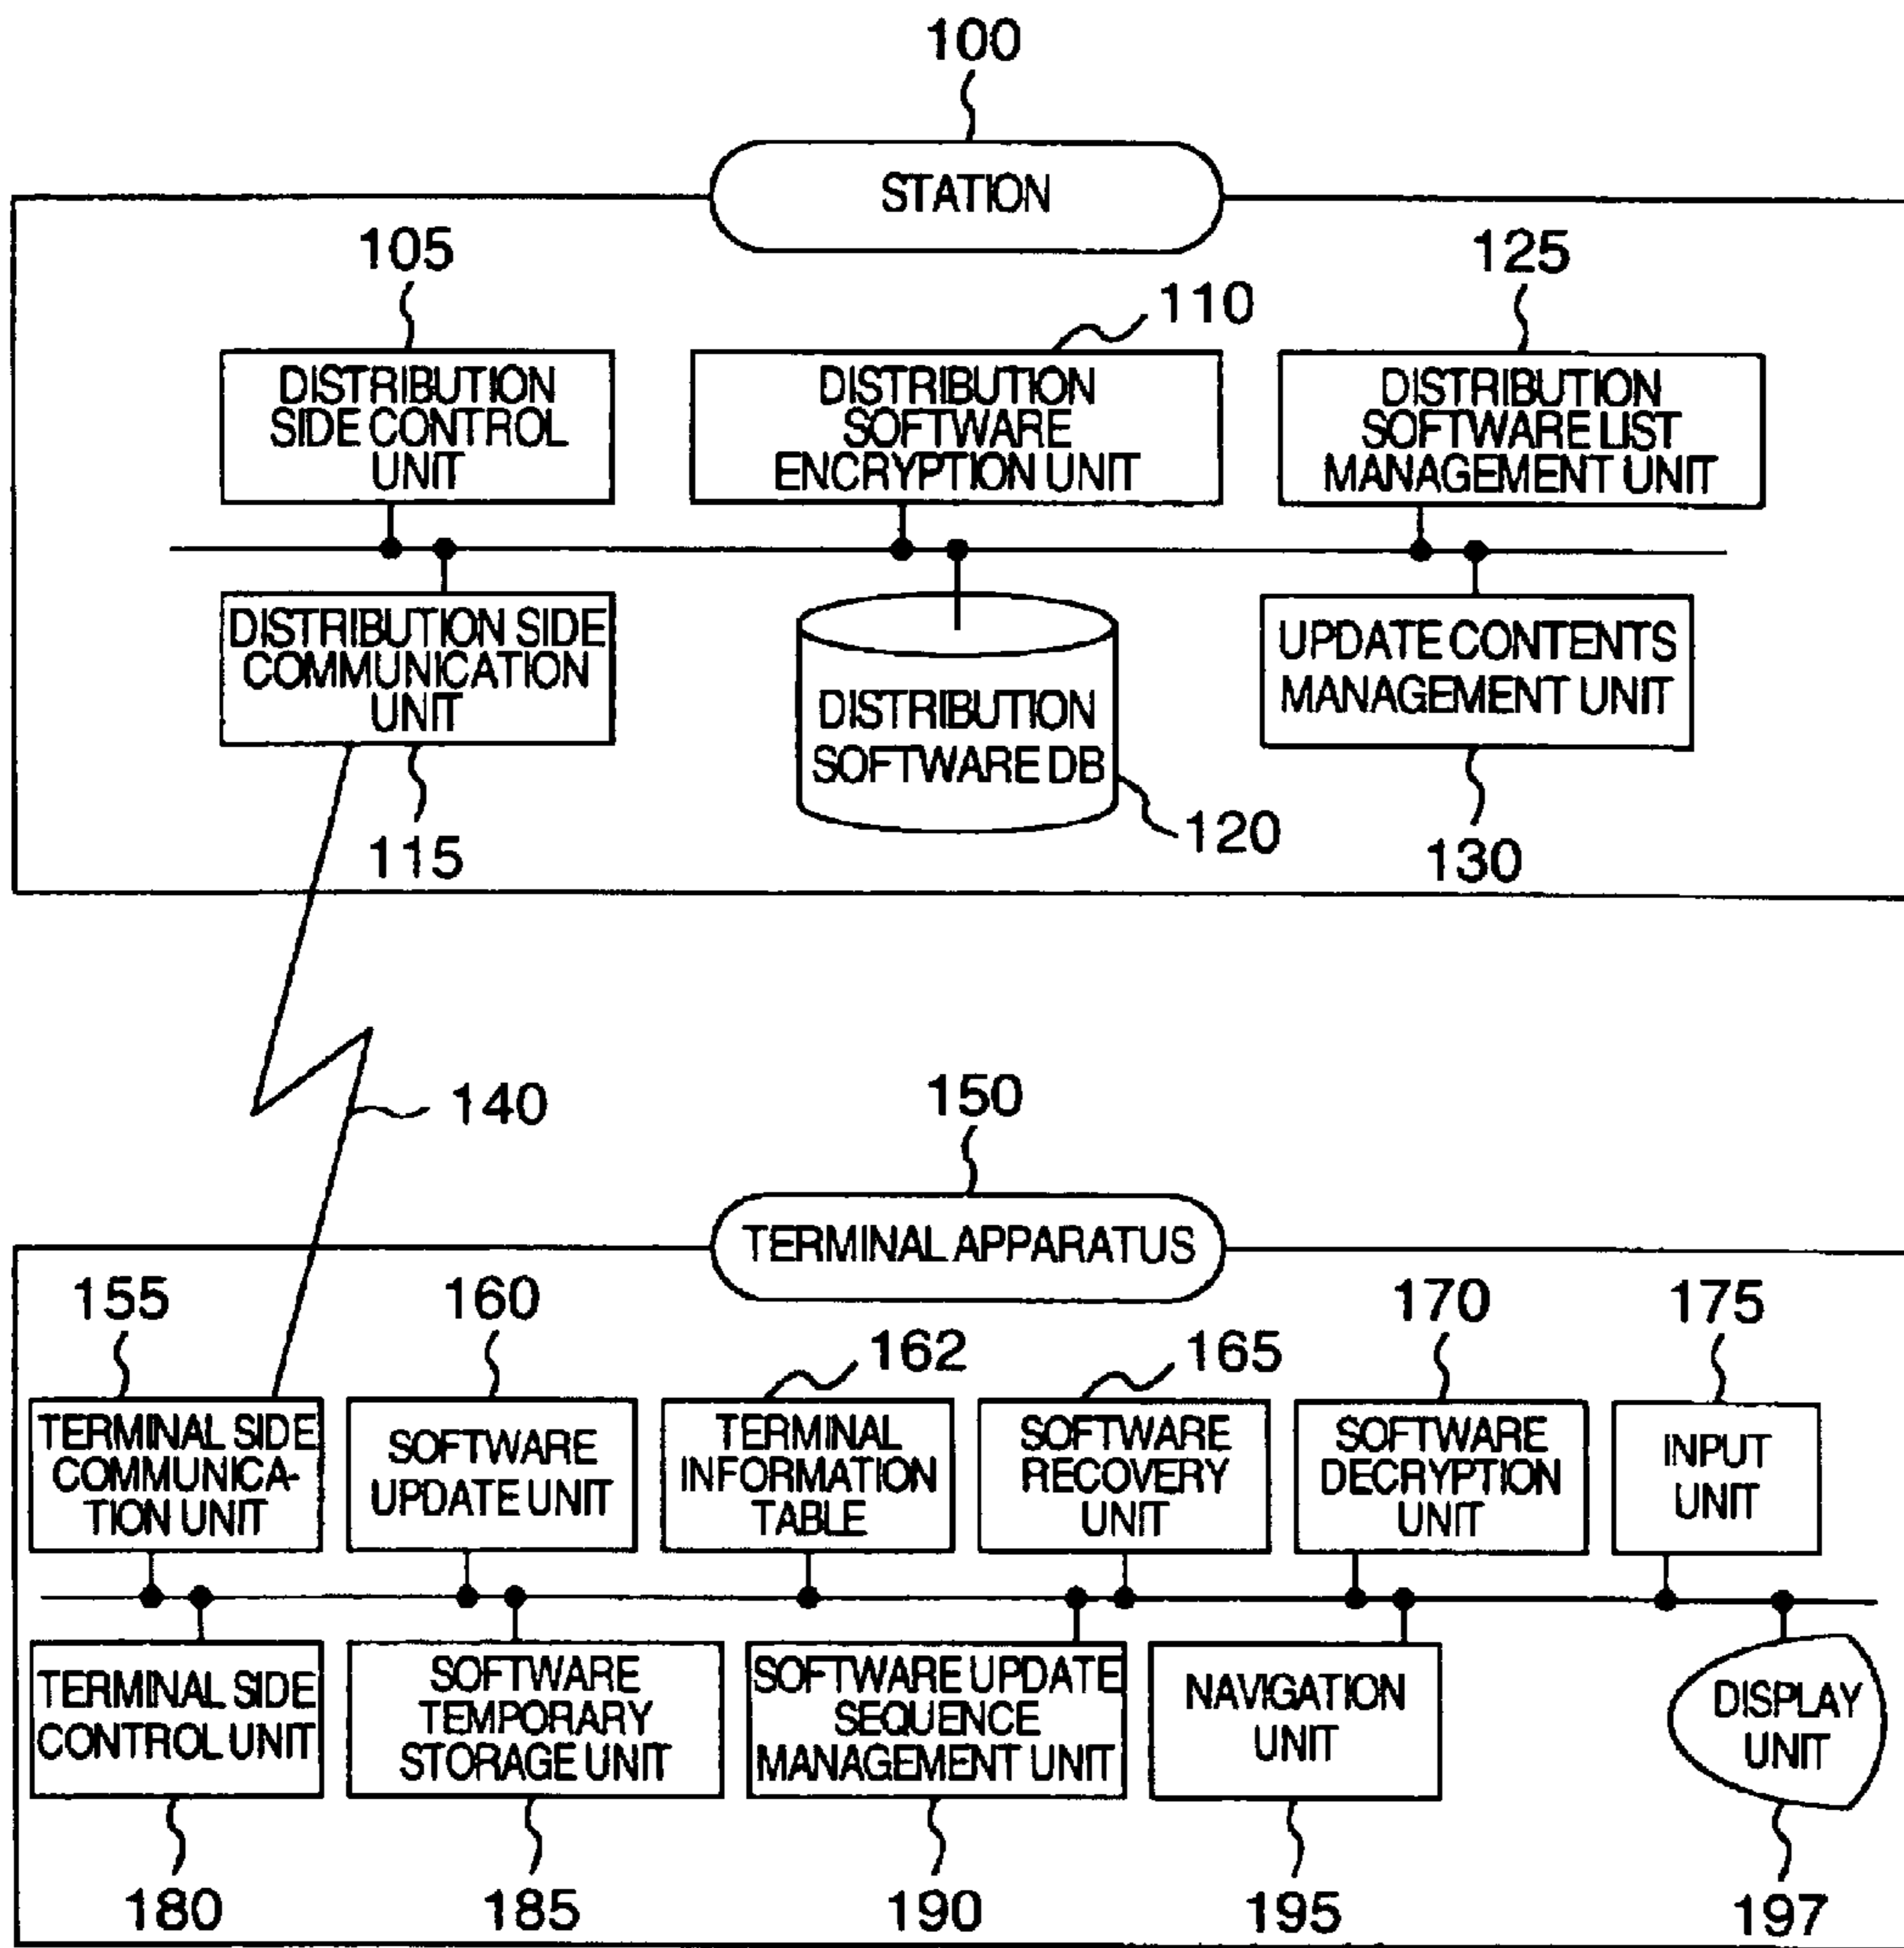 100
STATION
105
110
125
DISTRIBUTION
SIDE CONTROL
UNIT
DISTRIBUTION
SOFTWARE
ENCRYPTION UNIT
DISTRIBUTION
SOFTWARE LIST
MANAGEMENT UNIT
DISTRIBUTION SIDE
COMMUNICATION
UNIT
DISTRIBUTION
SOFTWARE DB
UPDATE CONTENTS
MANAGEMENT UNIT
115
120
130
140
150
TERMINAL APPARATUS
155
160
162
165
170
175
TERMINAL SIDE
COMMUNICA-
TION UNIT
SOFTWARE
UPDATE UNIT
TERMINAL
INFORMATION
TABLE
SOFTWARE
RECOVERY
UNIT
SOFTWARE
DECRYPTION
UNIT
INPUT
UNIT
TERMINAL SIDE
CONTROL UNIT
SOFTWARE
TEMPORARY
STORAGE UNIT
SOFTWARE UPDATE
SEQUENCE
MANAGEMENT UNIT
NAVIGATION
UNIT
DISPLAY
UNIT
180
185
190
195
197